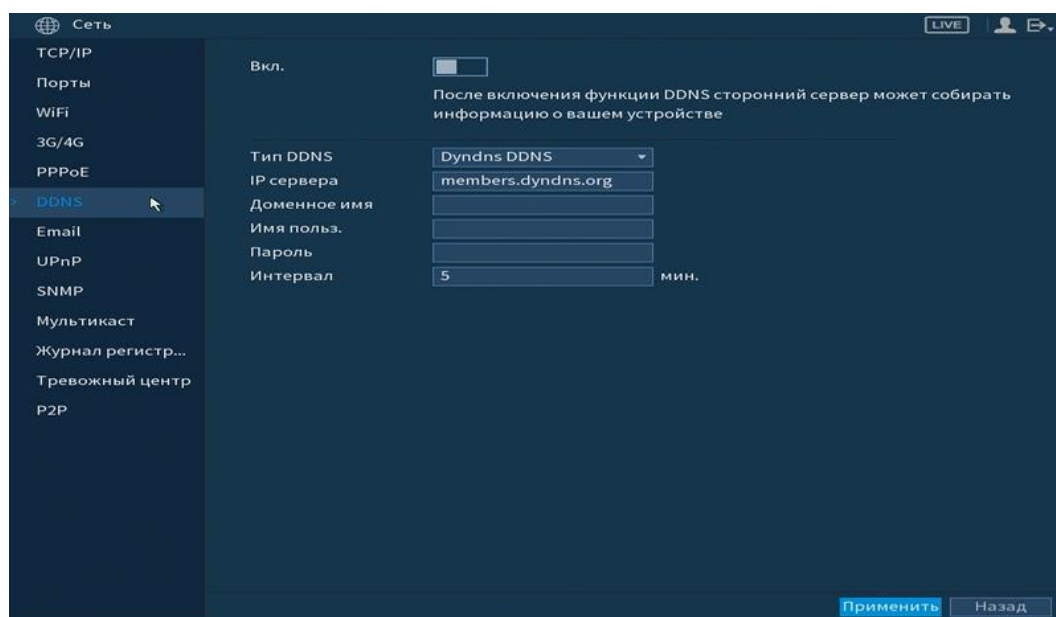 Сеть
LIVE
TCP/IP
Порты
WiFi
3G/4G
PPPoE
DDNS
Email
UPnP
SNMP
Мультикаст
Журнал регистр...
Тревожный центр
P2P
Вкл.
После включения функции DDNS сторонний сервер может собирать
информацию о вашем устройстве
Тип DDNS Dyndns DDNS
IP сервера members.dyndns.org
Доменное имя
Имя польз.
Пароль
Интервал 5 мин.
Применить Назад